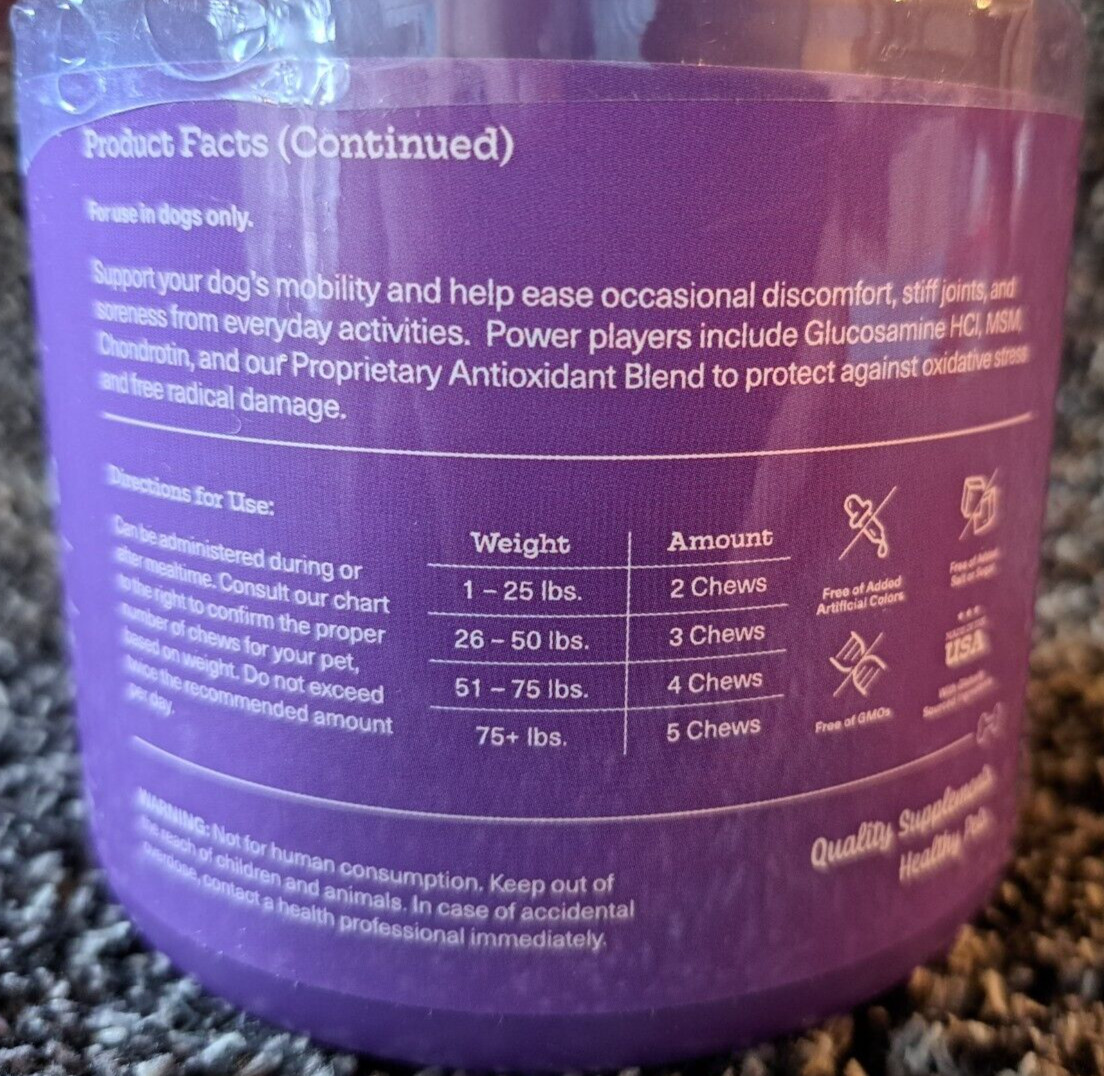 Product Facts (Continued)
For use in dogs only.
Support your dog's mobility and help ease occasional discomfort, stiff joints, and
soreness from everyday activities. Power players include Glucosamine HCl, MSM,
Chondrotin, and our Proprietary Antioxidant Blend to protect against oxidative stress
and free radical damage.
Directions for Use:
Can be administered during or
after mealtime. Consult our chart
to the right to confirm the proper
number of chews for your pet,
based on weight. Do not exceed
twice the recommended amount
per day.
Weight Amount
1 – 25 lbs. 2 Chews
26 – 50 lbs. 3 Chews
51 – 75 lbs. 4 Chews
75+ lbs. 5 Chews
Free of Added
Artificial Colors
Free of Added
Salt or Sugar
Free of GMOs
USA
WARNING: Not for human consumption. Keep out of
the reach of children and animals. In case of accidental
overdose, contact a health professional immediately.
Quality Supplements
Healthy Pets